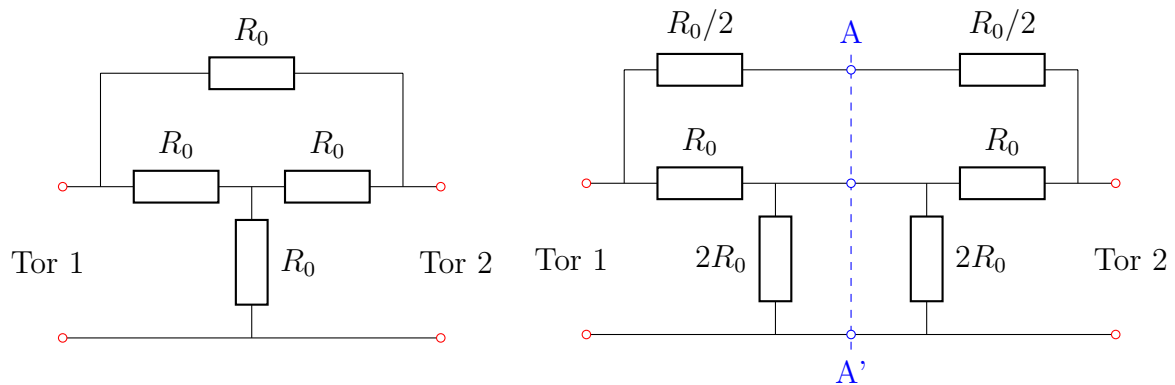 R₀
R₀ R₀
R₀
Tor 1 Tor 2
R₀/2 A R₀/2
R₀ R₀
2R₀ 2R₀
Tor 1 Tor 2
A'